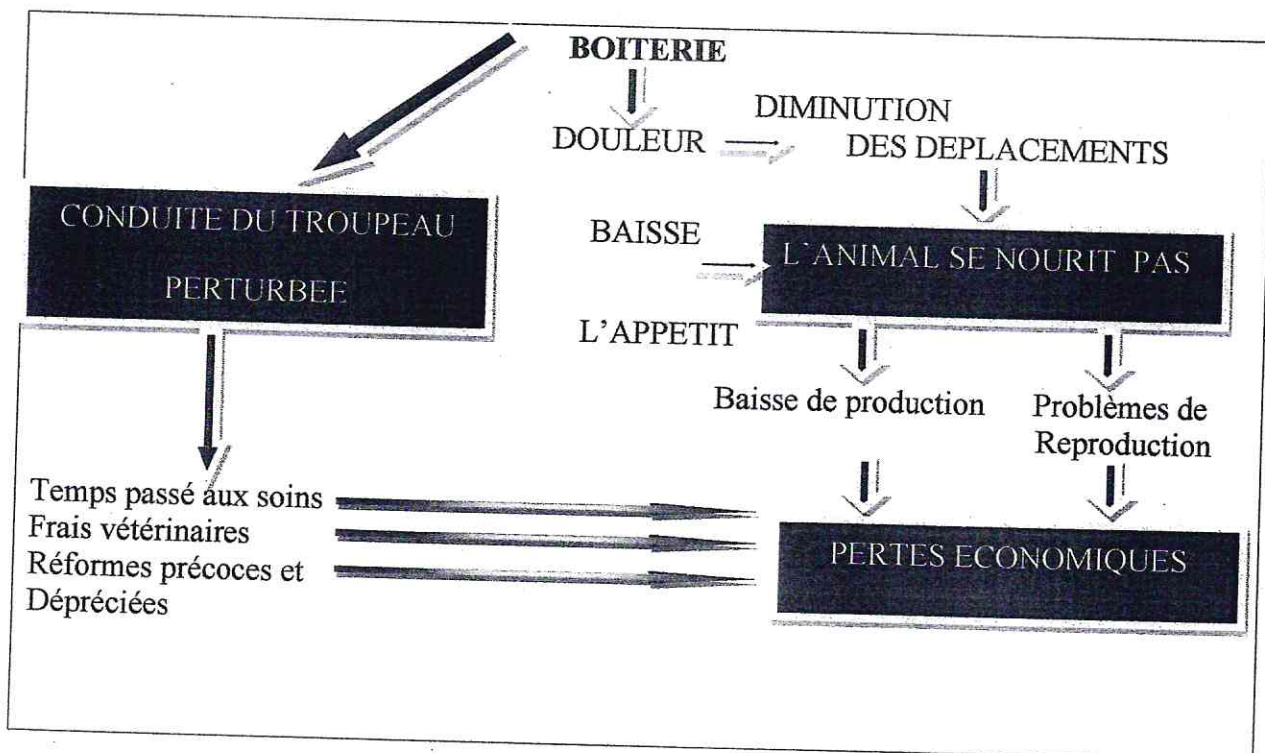 BOITERIE
DIMINUTION
DOULEUR
DES DEPLACEMENTS
CONDUITE DU TROUPEAU
PERTURBEE
BAISSE
L'APPETIT
L'ANIMAL SE NOURIT PAS
Baisse de production
Problèmes de
Reproduction
Temps passé aux soins
Frais vétérinaires
Réformes précoces et
Dépréciées
PERTES ECONOMIQUES